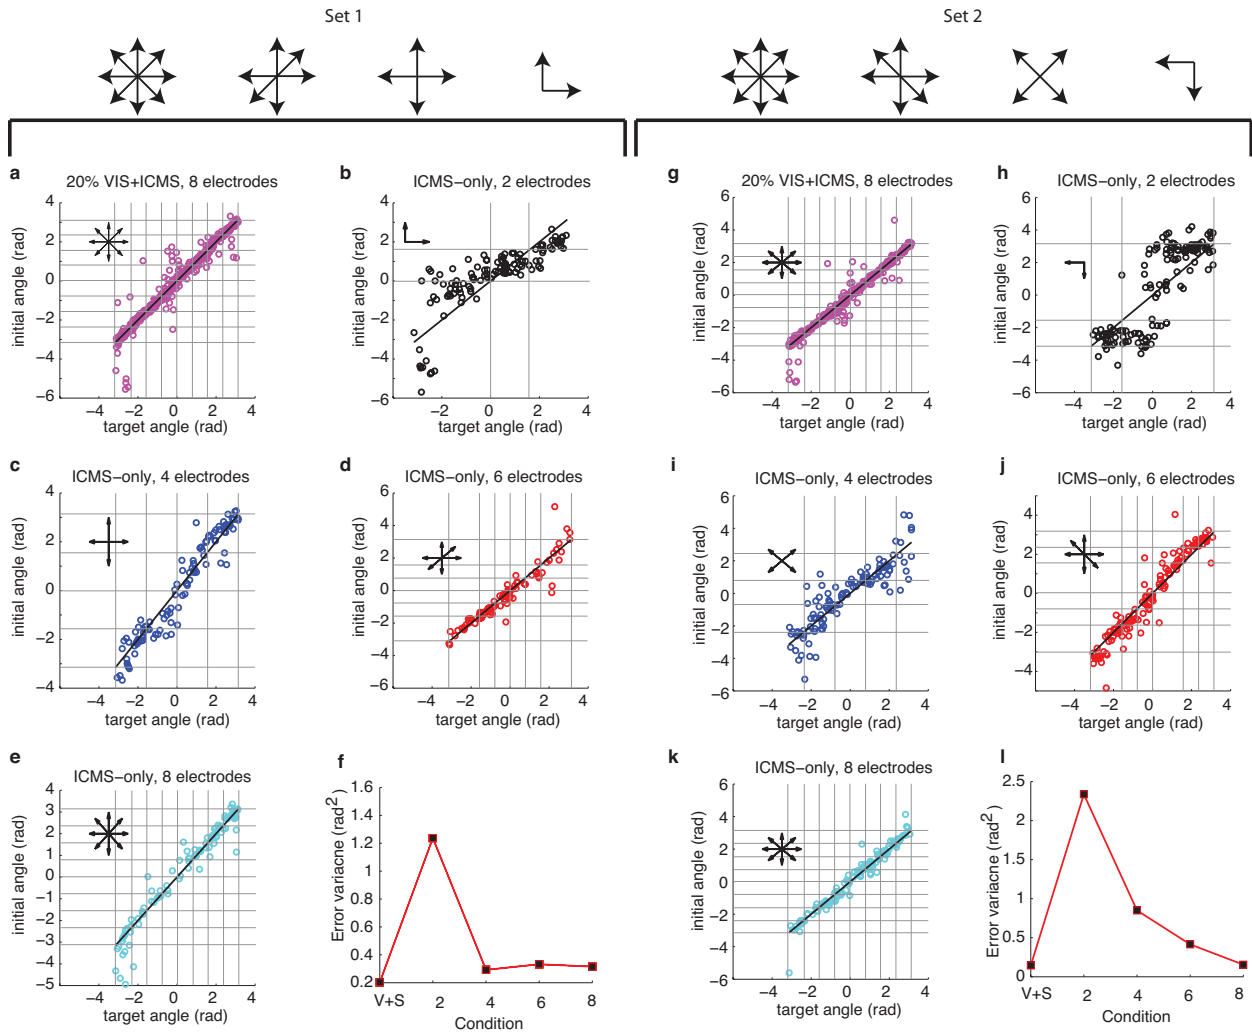 Set 1
Set 2
a
20% VIS+ICMS, 8 electrodes
4
2
0
−2
−4
−6
initial angle (rad)
−4 −2 0 2 4
target angle (rad)
b
ICMS−only, 2 electrodes
4
2
0
−2
−4
−6
initial angle (rad)
−4 −2 0 2 4
target angle (rad)
g
20% VIS+ICMS, 8 electrodes
6
4
2
0
−2
−4
−6
initial angle (rad)
−4 −2 0 2 4
target angle (rad)
h
ICMS−only, 2 electrodes
6
4
2
0
−2
−4
−6
initial angle (rad)
−4 −2 0 2 4
target angle (rad)
c
ICMS−only, 4 electrodes
4
2
0
−2
−4
initial angle (rad)
−4 −2 0 2 4
target angle (rad)
d
ICMS−only, 6 electrodes
6
4
2
0
−2
−4
−6
initial angle (rad)
−4 −2 0 2 4
target angle (rad)
i
ICMS−only, 4 electrodes
6
4
2
0
−2
−4
−6
initial angle (rad)
−4 −2 0 2 4
target angle (rad)
j
ICMS−only, 6 electrodes
4
2
0
−2
−4
initial angle (rad)
−4 −2 0 2 4
target angle (rad)
e
ICMS−only, 8 electrodes
4
3
2
1
0
−1
−2
−3
−4
−5
initial angle (rad)
−4 −2 0 2 4
target angle (rad)
f
1.6
1.4
1.2
1
0.8
0.6
0.4
0.2
Error variacne (rad2)
V+S 2 4 6 8
Condition
k
ICMS−only, 8 electrodes
6
4
2
0
−2
−4
−6
initial angle (rad)
−4 −2 0 2 4
target angle (rad)
l
2.5
2
1.5
1
0.5
0
Error variacne (rad2)
V+S 2 4 6 8
Condition